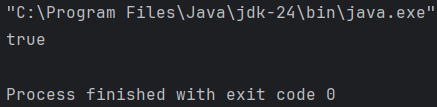 "C:\Program Files\Java\jdk-24\bin\java.exe"
true
Process finished with exit code 0